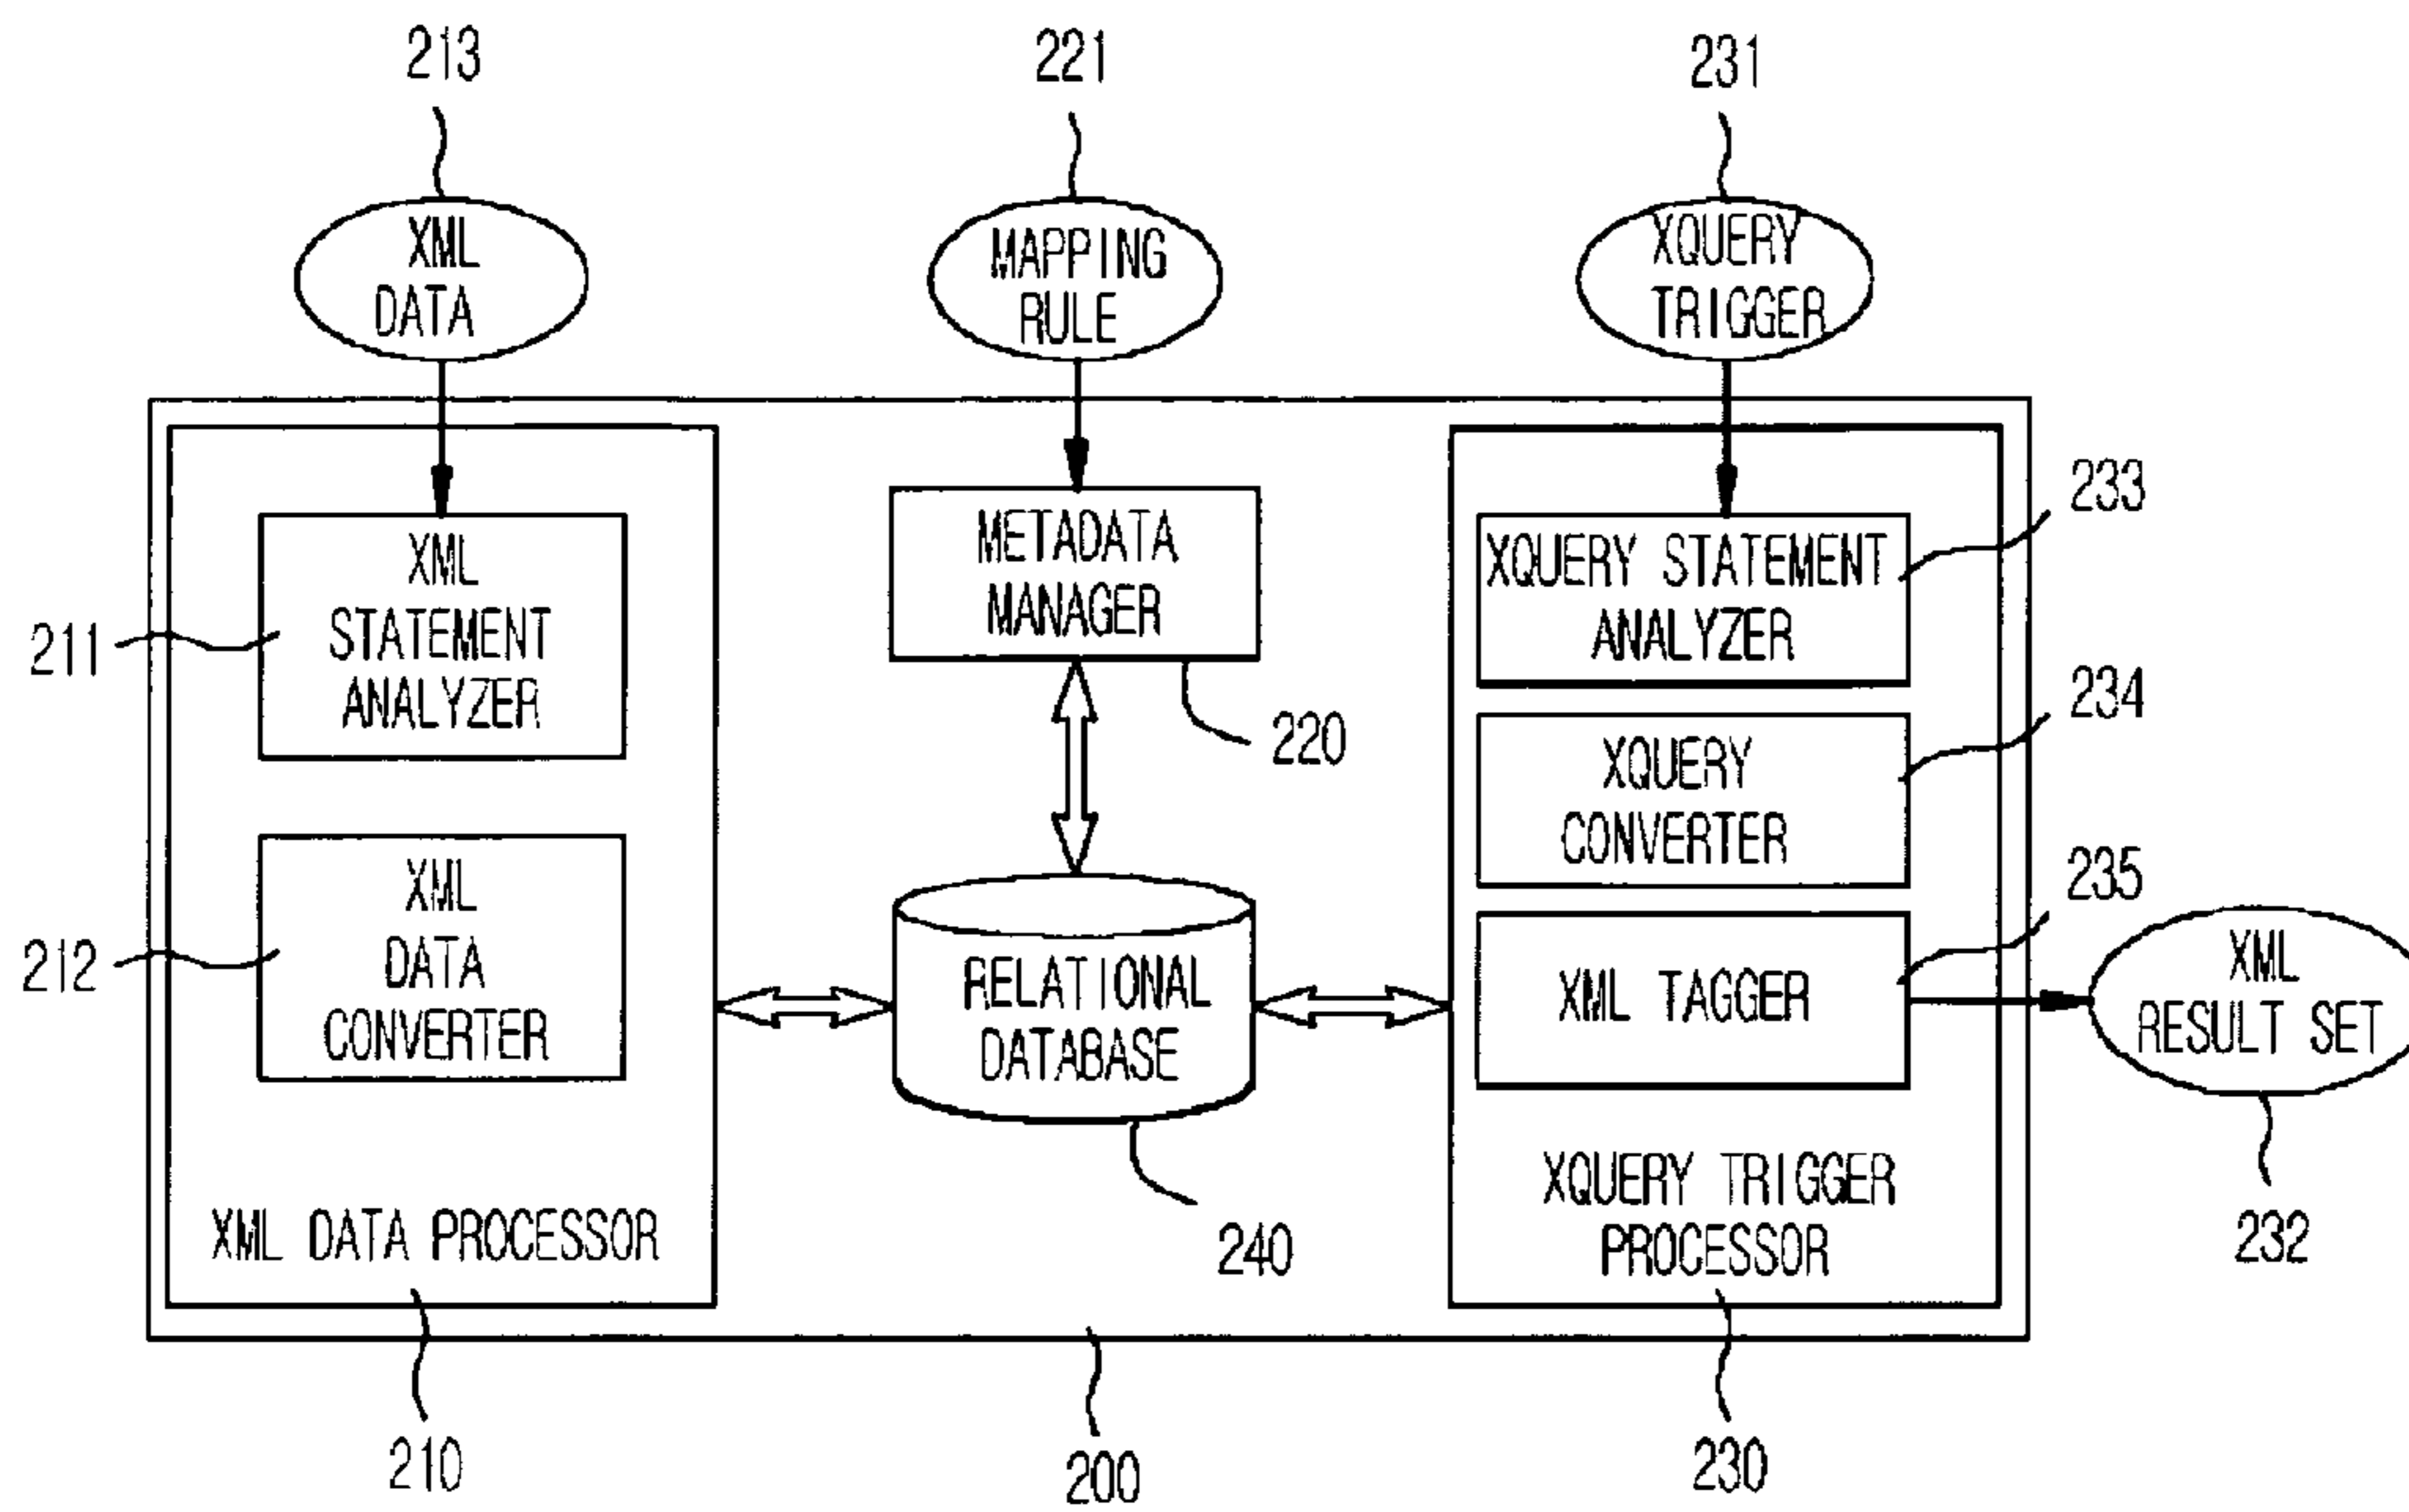 213
221
231
XML
DATA
MAPPING
RULE
XQUERY
TRIGGER
211
XML
STATEMENT
ANALYZER
METADATA
MANAGER
220
XQUERY STATEMENT
ANALYZER
233
XQUERY
CONVERTER
234
212
XML
DATA
CONVERTER
RELATIONAL
DATABASE
240
XML TAGGER
235
XML
RESULT SET
232
XML DATA PROCESSOR
XQUERY TRIGGER
PROCESSOR
210
200
230